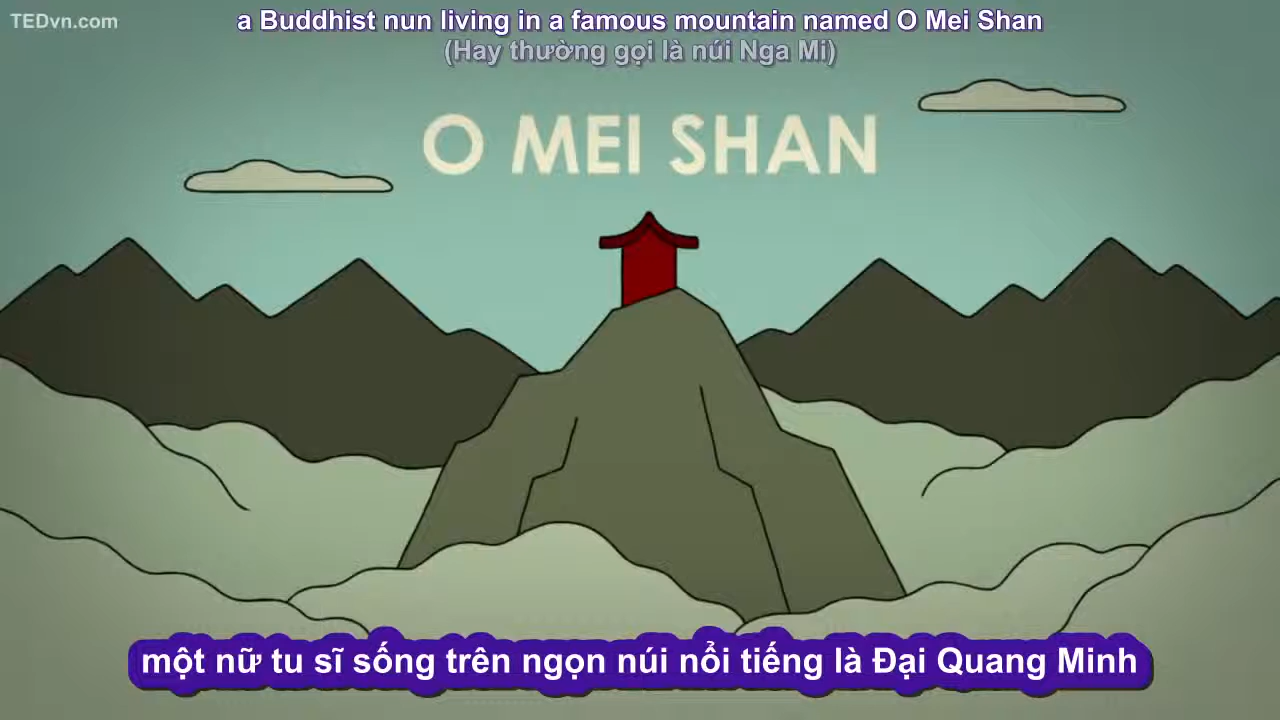 TEDvn.com
a Buddhist nun living in a famous mountain named O Mei Shan
(Hay thường gọi là núi Nga Mi)
O MEI SHAN
một nữ tu sĩ sống trên ngọn núi nổi tiếng là Đại Quang Minh